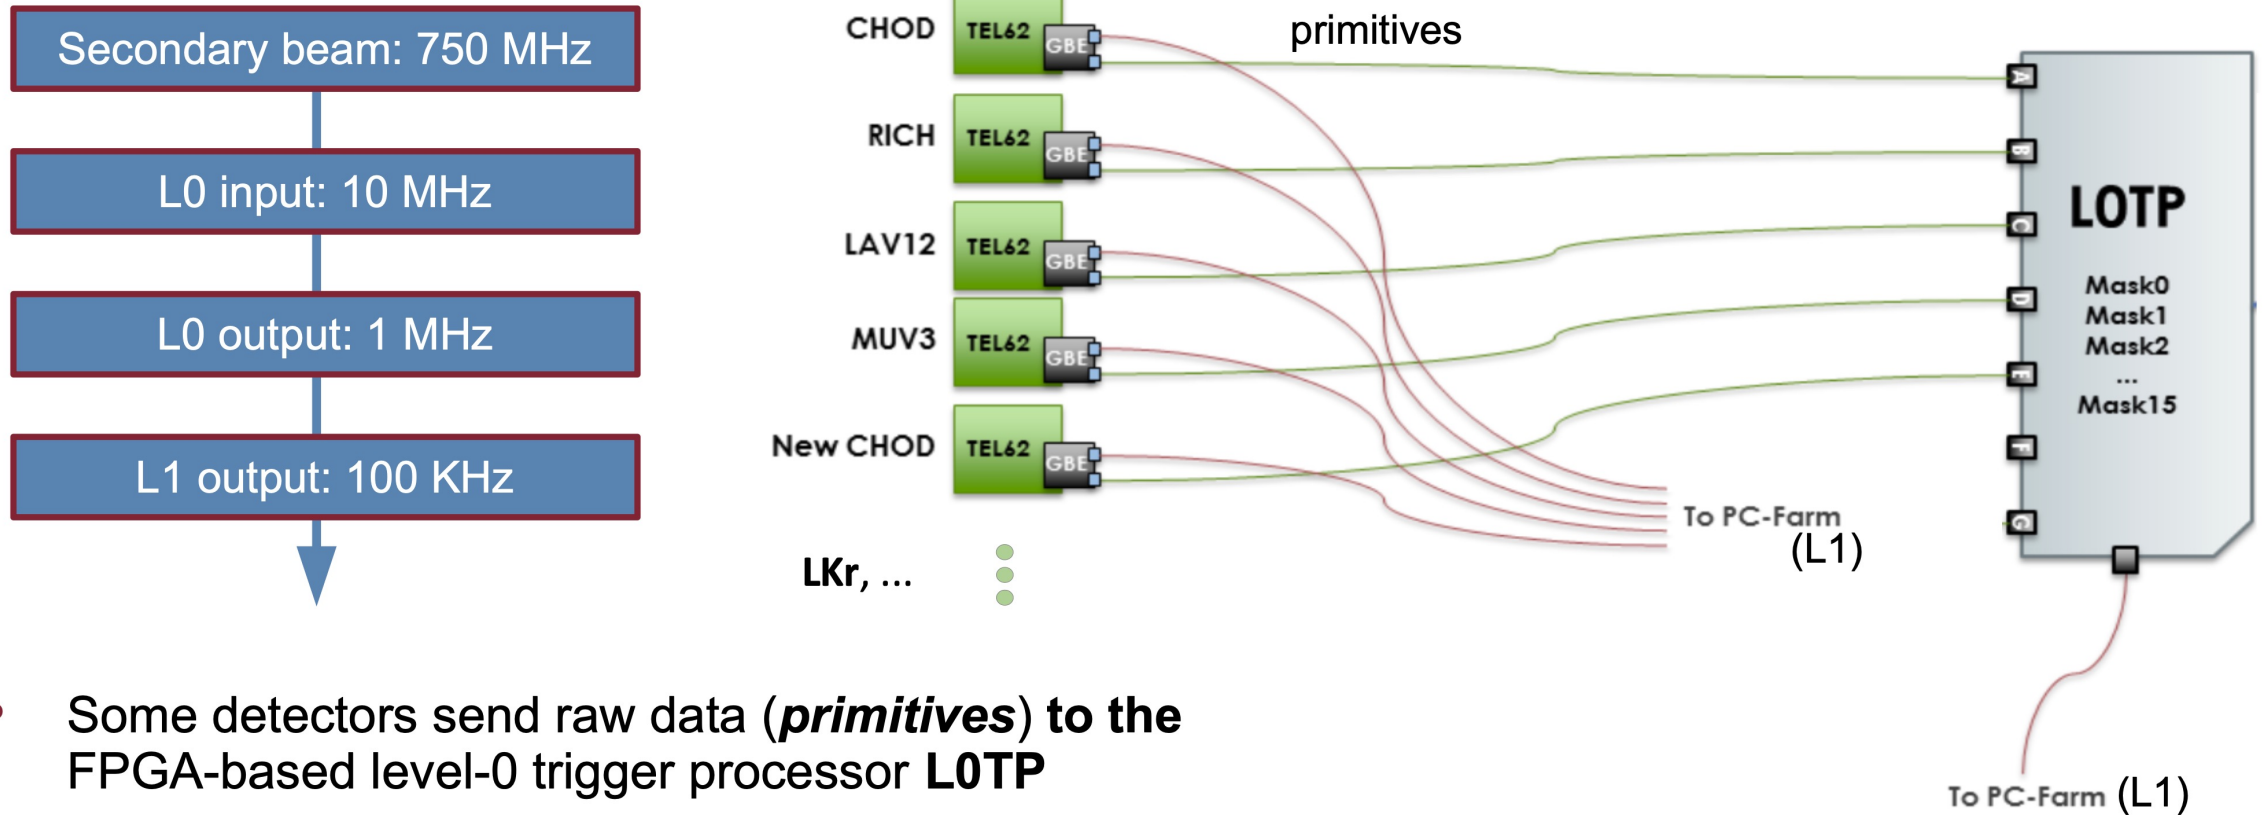 Secondary beam: 750 MHz
L0 input: 10 MHz
L0 output: 1 MHz
L1 output: 100 KHz
primitives
CHOD
TEL62
GBE
RICH
TEL62
GBE
LAV12
TEL62
GBE
MUV3
TEL62
GBE
New CHOD
TEL62
GBE
LKr, ...
To PC-Farm
(L1)
A
B
C
D
E
F
G
L0TP
Mask0
Mask1
Mask2
...
Mask15
To PC-Farm (L1)
• Some detectors send raw data (primitives) to the
FPGA-based level-0 trigger processor L0TP